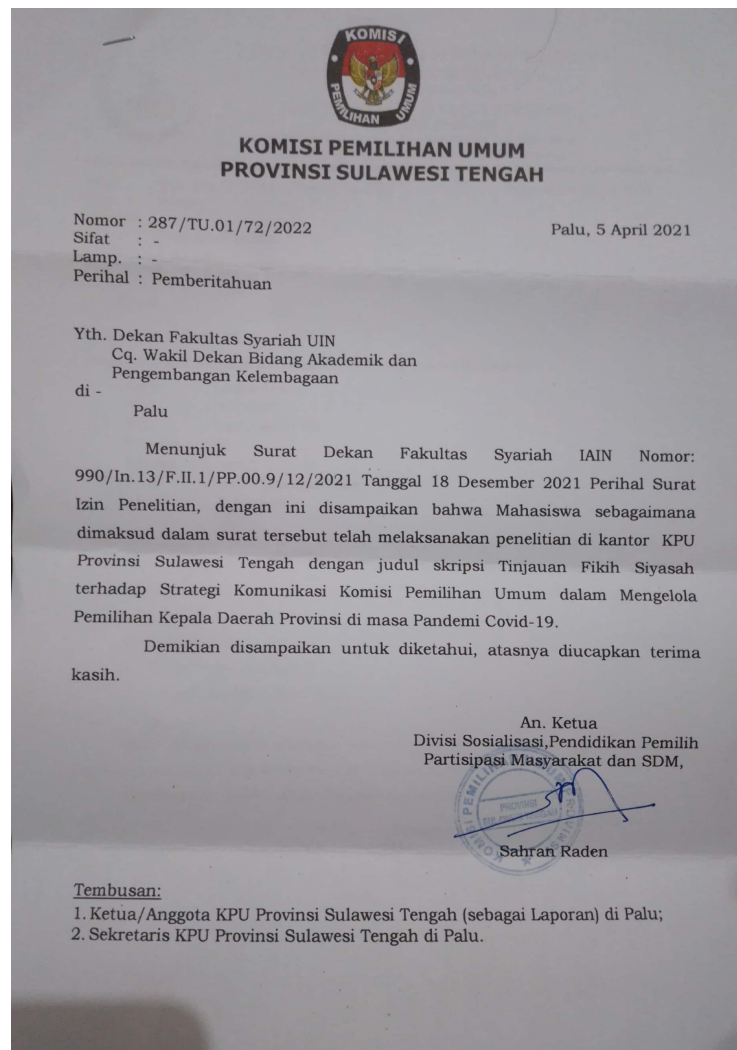 KOMISI
PEMILIHAN UMUM
KOMISI PEMILIHAN UMUM
PROVINSI SULAWESI TENGAH
Nomor : 287/TU.01/72/2022
Palu, 5 April 2021
Sifat : -
Lamp. : -
Perihal : Pemberitahuan
Yth. Dekan Fakultas Syariah UIN
Cq. Wakil Dekan Bidang Akademik dan
Pengembangan Kelembagaan
di -
Palu
Menunjuk Surat Dekan Fakultas Syariah IAIN Nomor:
990/In.13/F.II.1/PP.00.9/12/2021 Tanggal 18 Desember 2021 Perihal Surat
Izin Penelitian, dengan ini disampaikan bahwa Mahasiswa sebagaimana
dimaksud dalam surat tersebut telah melaksanakan penelitian di kantor KPU
Provinsi Sulawesi Tengah dengan judul skripsi Tinjauan Fikih Siyasah
terhadap Strategi Komunikasi Komisi Pemilihan Umum dalam Mengelola
Pemilihan Kepala Daerah Provinsi di masa Pandemi Covid-19.
Demikian disampaikan untuk diketahui, atasnya diucapkan terima
kasih.
An. Ketua
Divisi Sosialisasi,Pendidikan Pemilih
Partisipasi Masyarakat dan SDM,
PROVINSI
Sahran Raden
Tembusan:
1. Ketua/Anggota KPU Provinsi Sulawesi Tengah (sebagai Laporan) di Palu;
2. Sekretaris KPU Provinsi Sulawesi Tengah di Palu.